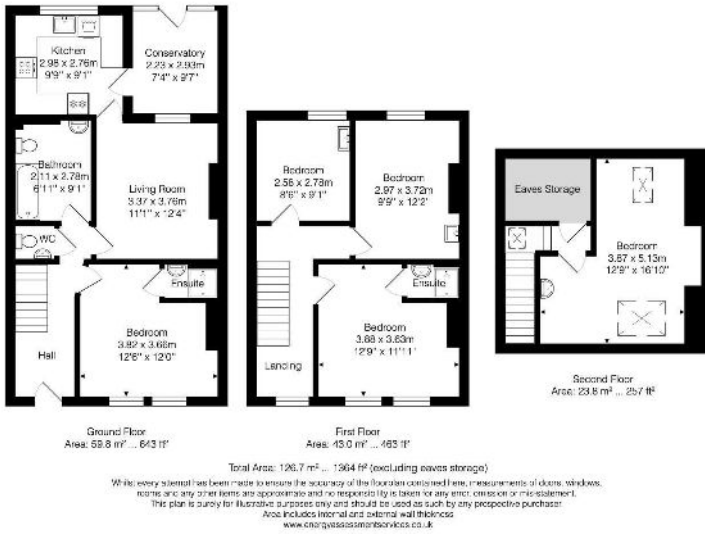 Kitchen
2.98 x 2.76m
9'9" x 9'1"
Conservatory
2.23 x 2.93m
7'4" x 9'7"
Bathroom
2.11 x 2.78m
6'11" x 9'1"
Living Room
3.37 x 3.76m
11'1" x 12'4"
WC
Ensuite
Bedroom
3.82 x 3.66m
12'6" x 12'0"
Hall
Ground Floor
Area: 59.8 m² ... 643 ft²
Bedroom
2.58 x 2.78m
8'6" x 9'1"
Bedroom
2.97 x 3.72m
9'9" x 12'2"
Ensuite
Bedroom
3.88 x 3.63m
12'9" x 11'11"
Landing
First Floor
Area: 43.0 m² ... 463 ft²
Eaves Storage
Bedroom
3.87 x 5.13m
12'9" x 16'10"
Second Floor
Area: 23.8 m² ... 257 ft²
Total Area: 126.7 m² ... 1364 ft² (excluding eaves storage)
Whilst every attempt has been made to ensure the accuracy of the floorplan contained here, measurements of doors, windows,
rooms and any other items are approximate and no responsibility is taken for any error, omission or mis-statement.
This plan is purely for illustrative purposes only and should be used as such by any prospective purchaser
Area includes internal and external wall thickness
www.energyassessmentservices.co.uk